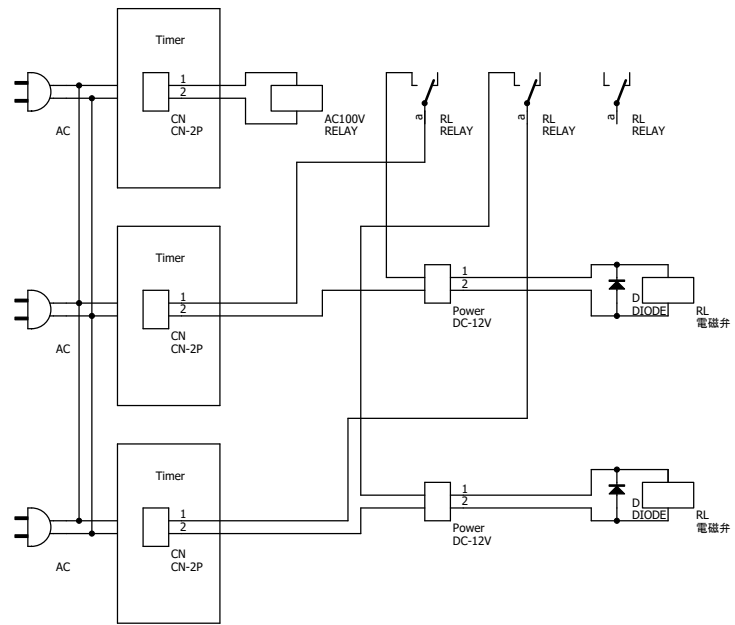 Timer
1
2
AC
CN
CN-2P
AC100V
RELAY
a
RL
RELAY
a
RL
RELAY
a
RL
RELAY
Timer
1
2
AC
CN
CN-2P
1
2
Power
DC-12V
D
DIODE
RL
電磁弁
Timer
1
2
AC
CN
CN-2P
1
2
Power
DC-12V
D
DIODE
RL
電磁弁